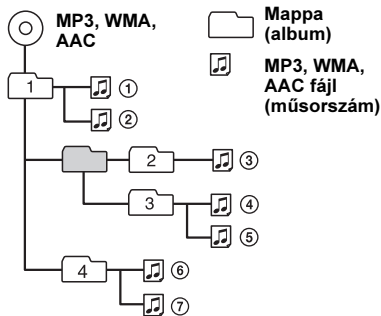 MP3, WMA,
AAC
Mappa
(album)
MP3, WMA,
AAC fájl
(műsorszám)
1
①
②
2
③
3
④
⑤
4
⑥
⑦